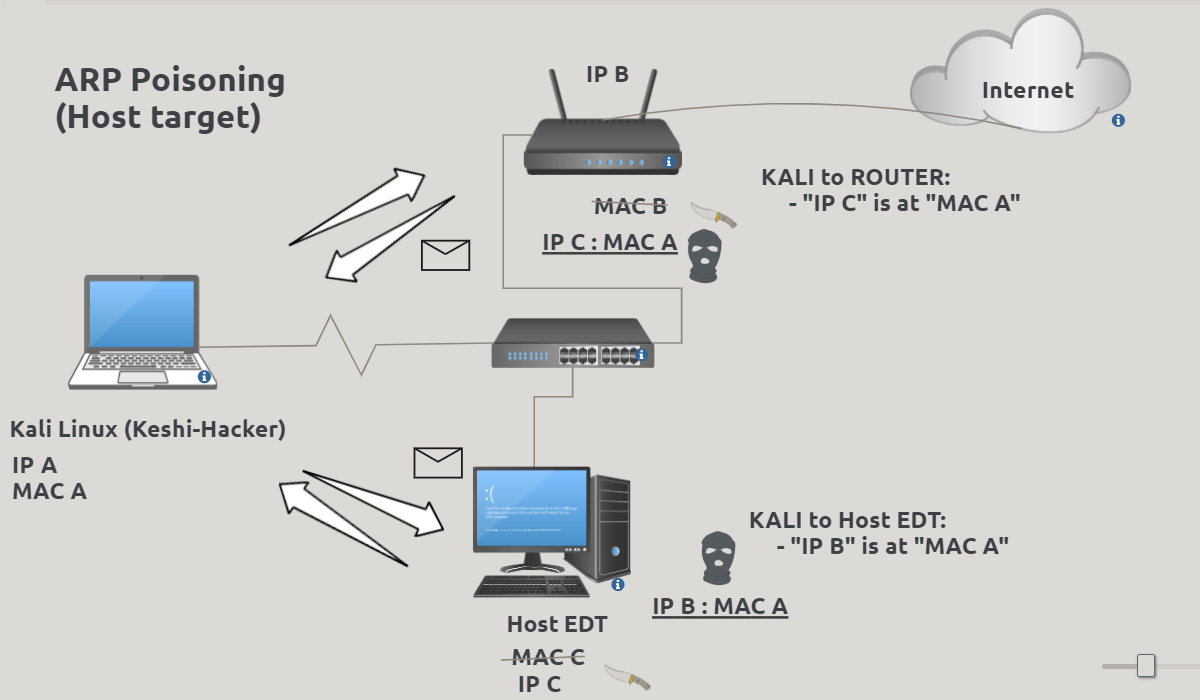 ARP Poisoning
(Host target)
IP B
Internet
KALI to ROUTER:
- "IP C" is at "MAC A"
MAC B
IP C : MAC A
Kali Linux (Keshi-Hacker)
IP A
MAC A
:(
KALI to Host EDT:
- "IP B" is at "MAC A"
IP B : MAC A
Host EDT
MAC C
IP C